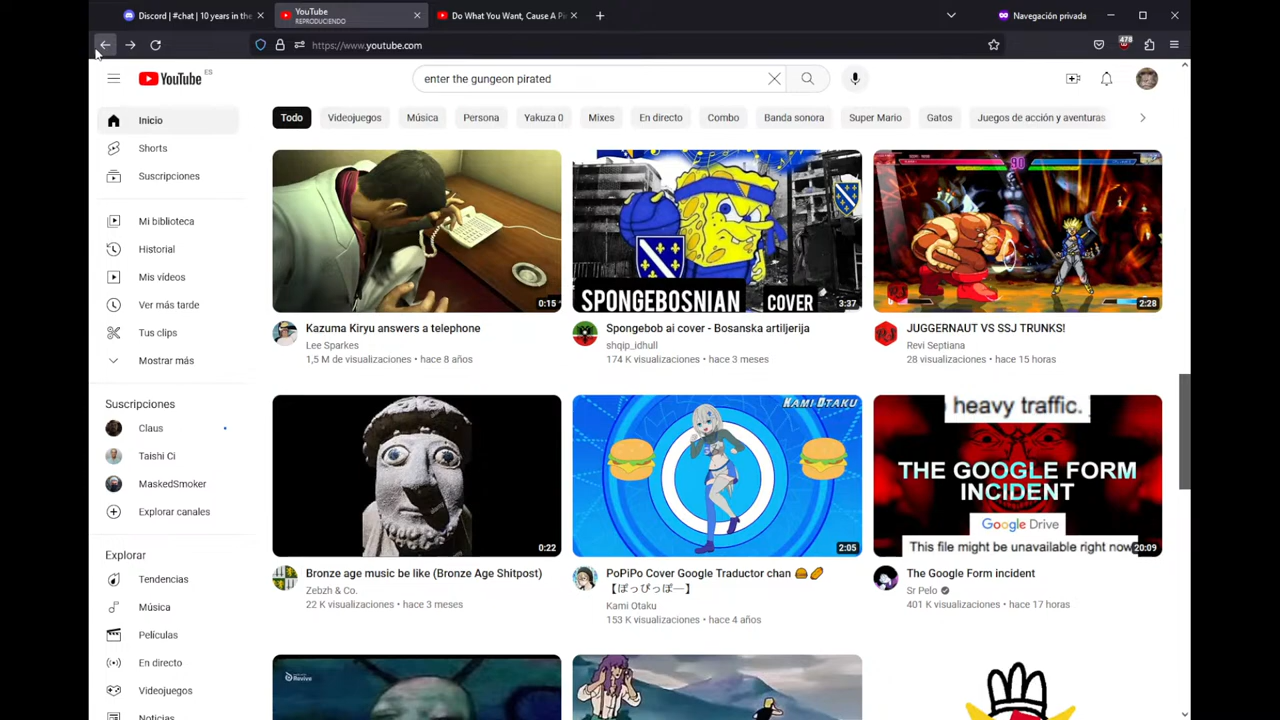 Discord | #chat | 10 years in the
YouTube
REPRODUCIENDO
Do What You Want, Cause A Pi
Navegación privada
https://www.youtube.com
478
YouTube ES
enter the gungeon pirated
Inicio
Shorts
Suscripciones
Mi biblioteca
Historial
Mis vídeos
Ver más tarde
Tus clips
Mostrar más
Suscripciones
Claus
Taishi Ci
MaskedSmoker
Explorar canales
Explorar
Tendencias
Música
Películas
En directo
Videojuegos
Noticias
Todo
Videojuegos
Música
Persona
Yakuza 0
Mixes
En directo
Combo
Banda sonora
Super Mario
Gatos
Juegos de acción y aventuras
0:15
Kazuma Kiryu answers a telephone
Lee Sparkes
1,5 M de visualizaciones • hace 8 años
SPONGEBOSNIAN
COVER
3:37
Spongebob ai cover - Bosanska artiljerija
shqip_idhull
174 K visualizaciones • hace 3 meses
90
2:28
JUGGERNAUT VS SSJ TRUNKS!
Revi Septiana
28 visualizaciones • hace 15 horas
0:22
Bronze age music be like (Bronze Age Shitpost)
Zebzh & Co.
22 K visualizaciones • hace 3 meses
KAMI OTAKU
2:05
PoPiPo Cover Google Traductor chan 🍔🥖
【ぽっぴっぽー】
Kami Otaku
153 K visualizaciones • hace 4 años
heavy traffic.
THE GOOGLE FORM
INCIDENT
Google Drive
This file might be unavailable right now
20:09
The Google Form incident
Sr Pelo
401 K visualizaciones • hace 17 horas
Revive